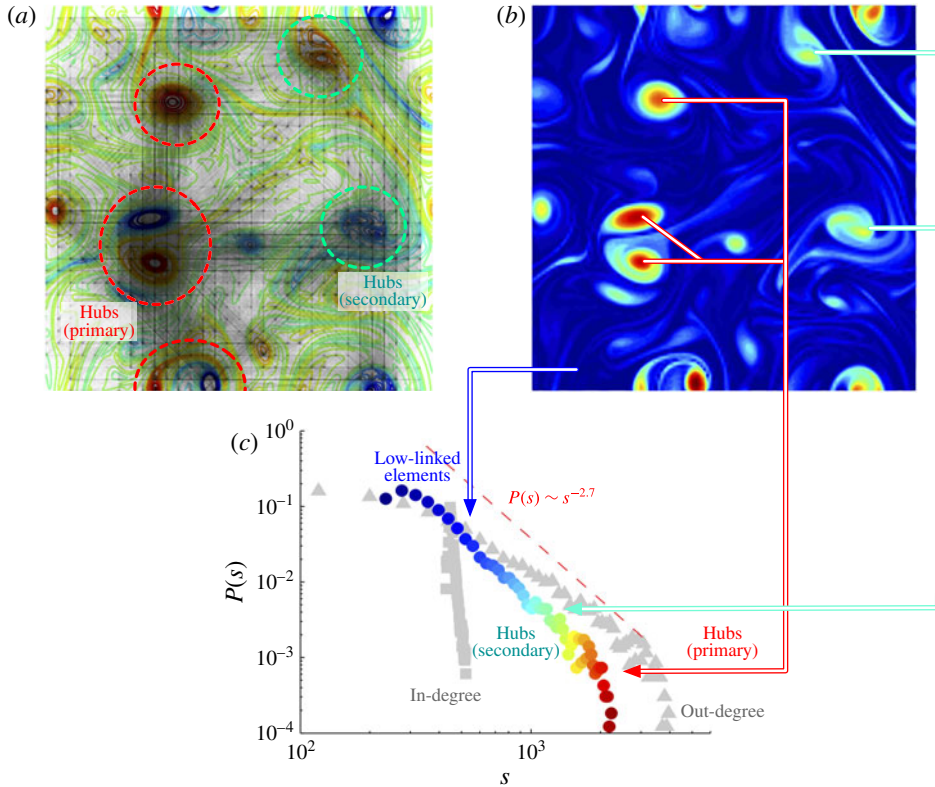 (a)
(b)
Hubs
(primary)
Hubs
(secondary)
(c)
10^0
10^{-1}
10^{-2}
10^{-3}
10^{-4}
P(s)
Low-linked
elements
P(s) ∼ s^{-2.7}
Hubs
(secondary)
Hubs
(primary)
In-degree
Out-degree
10^2
10^3
s